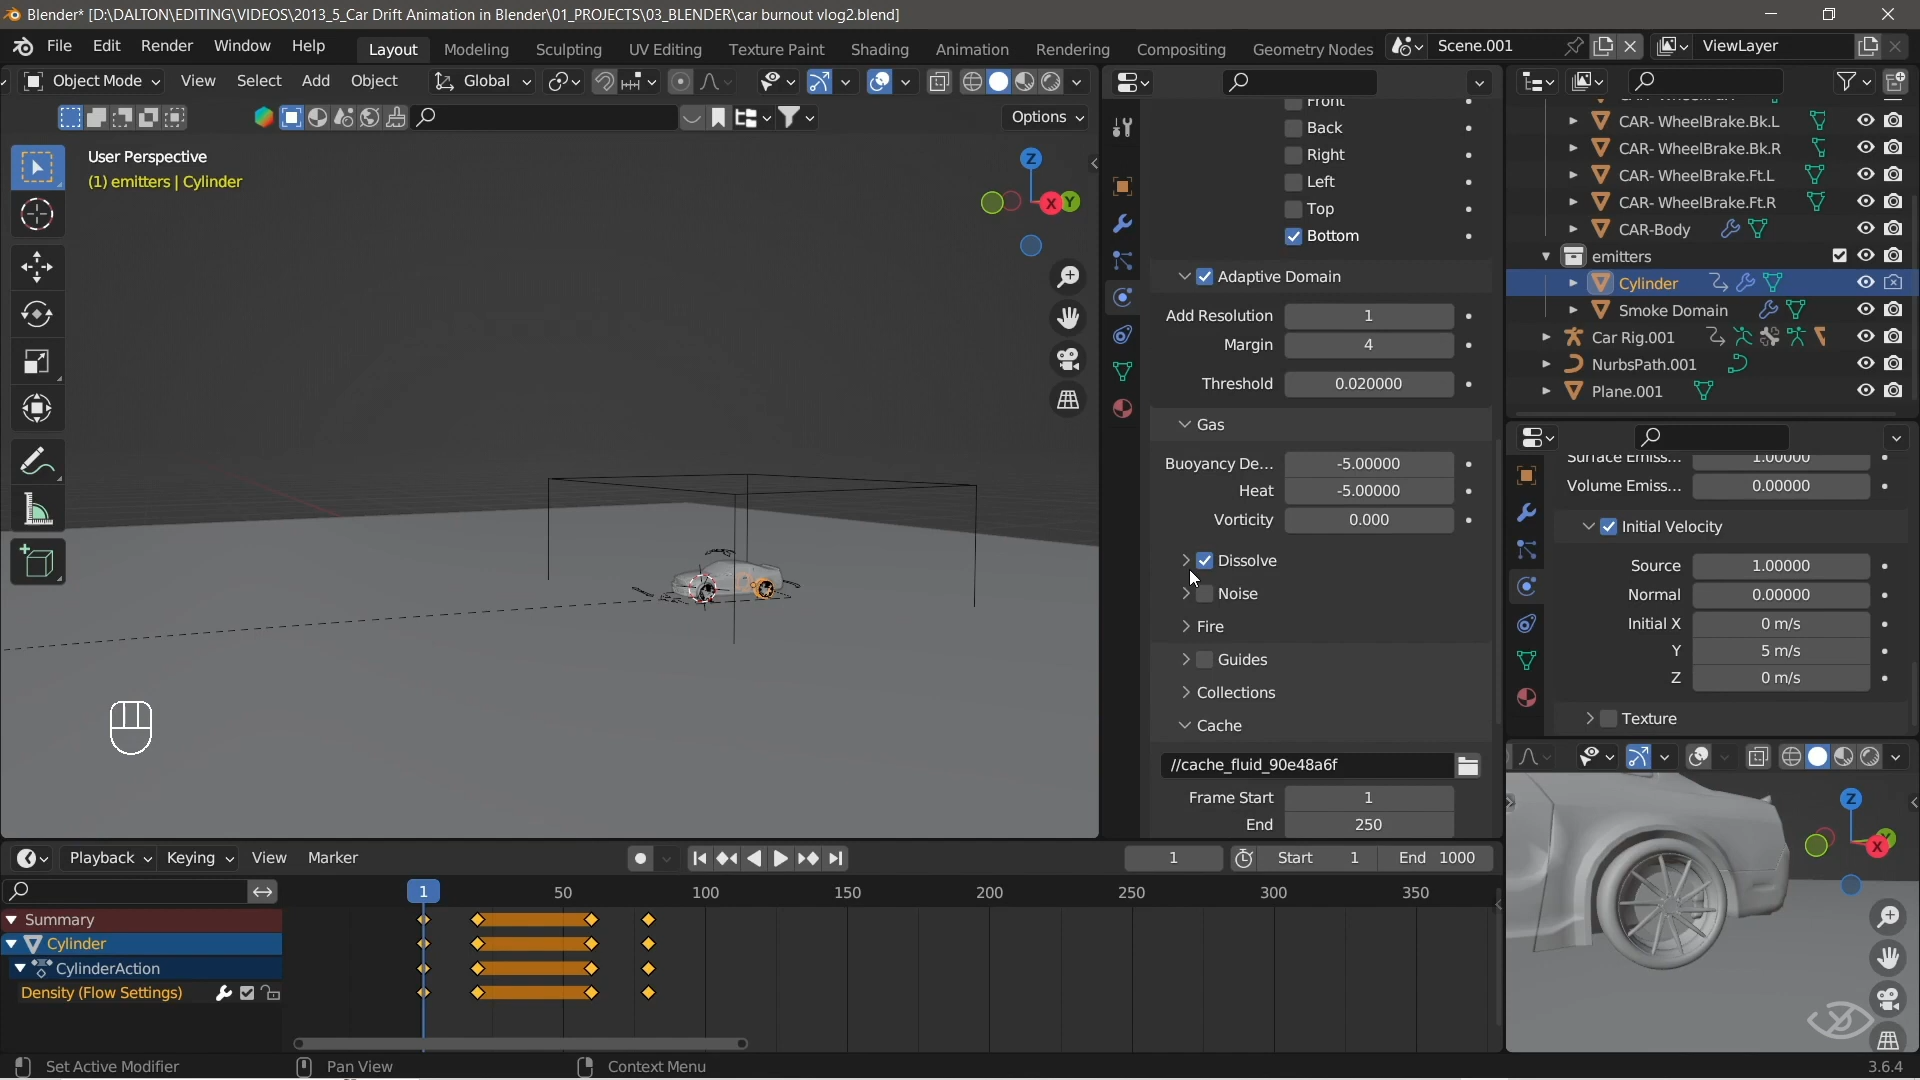 Blender* [D:\DALTON\EDITING\VIDEOS\2013_5_Car Drift Animation in Blender\01_PROJECTS\03_BLENDER\car burnout vlog2.blend]
File Edit Render Window Help Layout Modeling Sculpting UV Editing Texture Paint Shading Animation Rendering Compositing Geometry Nodes Scene.001 ViewLayer
Object Mode View Select Add Object Global
Options
User Perspective
(1) emitters | Cylinder
Z
X
Y
Front
Back
Right
Left
Top
Bottom
Adaptive Domain
Add Resolution 1
Margin 4
Threshold 0.020000
Gas
Buoyancy De... -5.00000
Heat -5.00000
Vorticity 0.000
Dissolve
Noise
Fire
Guides
Collections
Cache
//cache_fluid_90e48a6f
Frame Start 1
End 250
CAR- WheelBrake.Bk.L
CAR- WheelBrake.Bk.R
CAR- WheelBrake.Ft.L
CAR- WheelBrake.Ft.R
CAR-Body
emitters
Cylinder
Smoke Domain
Car Rig.001
NurbsPath.001
Plane.001
Surface Emiss... 1.00000
Volume Emiss... 0.00000
Initial Velocity
Source 1.00000
Normal 0.00000
Initial X 0 m/s
Y 5 m/s
Z 0 m/s
Texture
Z
X
Playback Keying View Marker 1 Start 1 End 1000
1 50 100 150 200 250 300 350
Summary
Cylinder
CylinderAction
Density (Flow Settings)
Set Active Modifier Pan View Context Menu 3.6.4